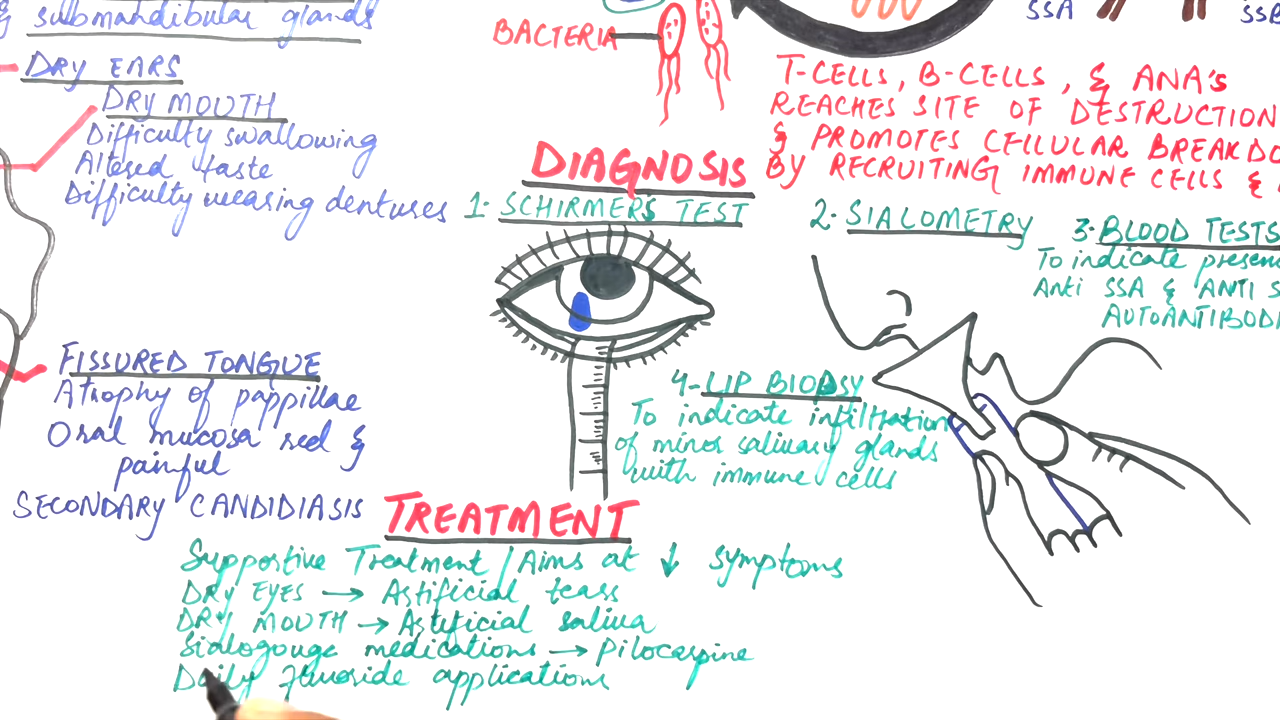 & submandibular glands
DRY EARS
DRY MOUTH
Difficulty swallowing
Altered taste
Difficulty wearing dentures
FISSURED TONGUE
Atrophy of pappillae
Oral mucosa red &
painful
SECONDARY CANDIDIASIS
BACTERIA
SSA
SSB
T-CELLS, B-CELLS, & ANA's
REACHES SITE OF DESTRUCTION
& PROMOTES CELLULAR BREAKDO
BY RECRUITING IMMUNE CELLS &
DIAGNOSIS
1. SCHIRMERS TEST
2. SIALOMETRY
3. BLOOD TESTS
To indicate presen
Anti SSA & ANTI S
AUTOANTIBODI
4- LIP BIOPSY
To indicate infiltration
of minor salivary glands
with immune cells
TREATMENT
Supportive Treatment / Aims at ↓ symptoms
DRY EYES → Artificial tears
DRY MOUTH → Artificial saliva
Sialogouge medications → Pilocarpine
Daily fluoride applications